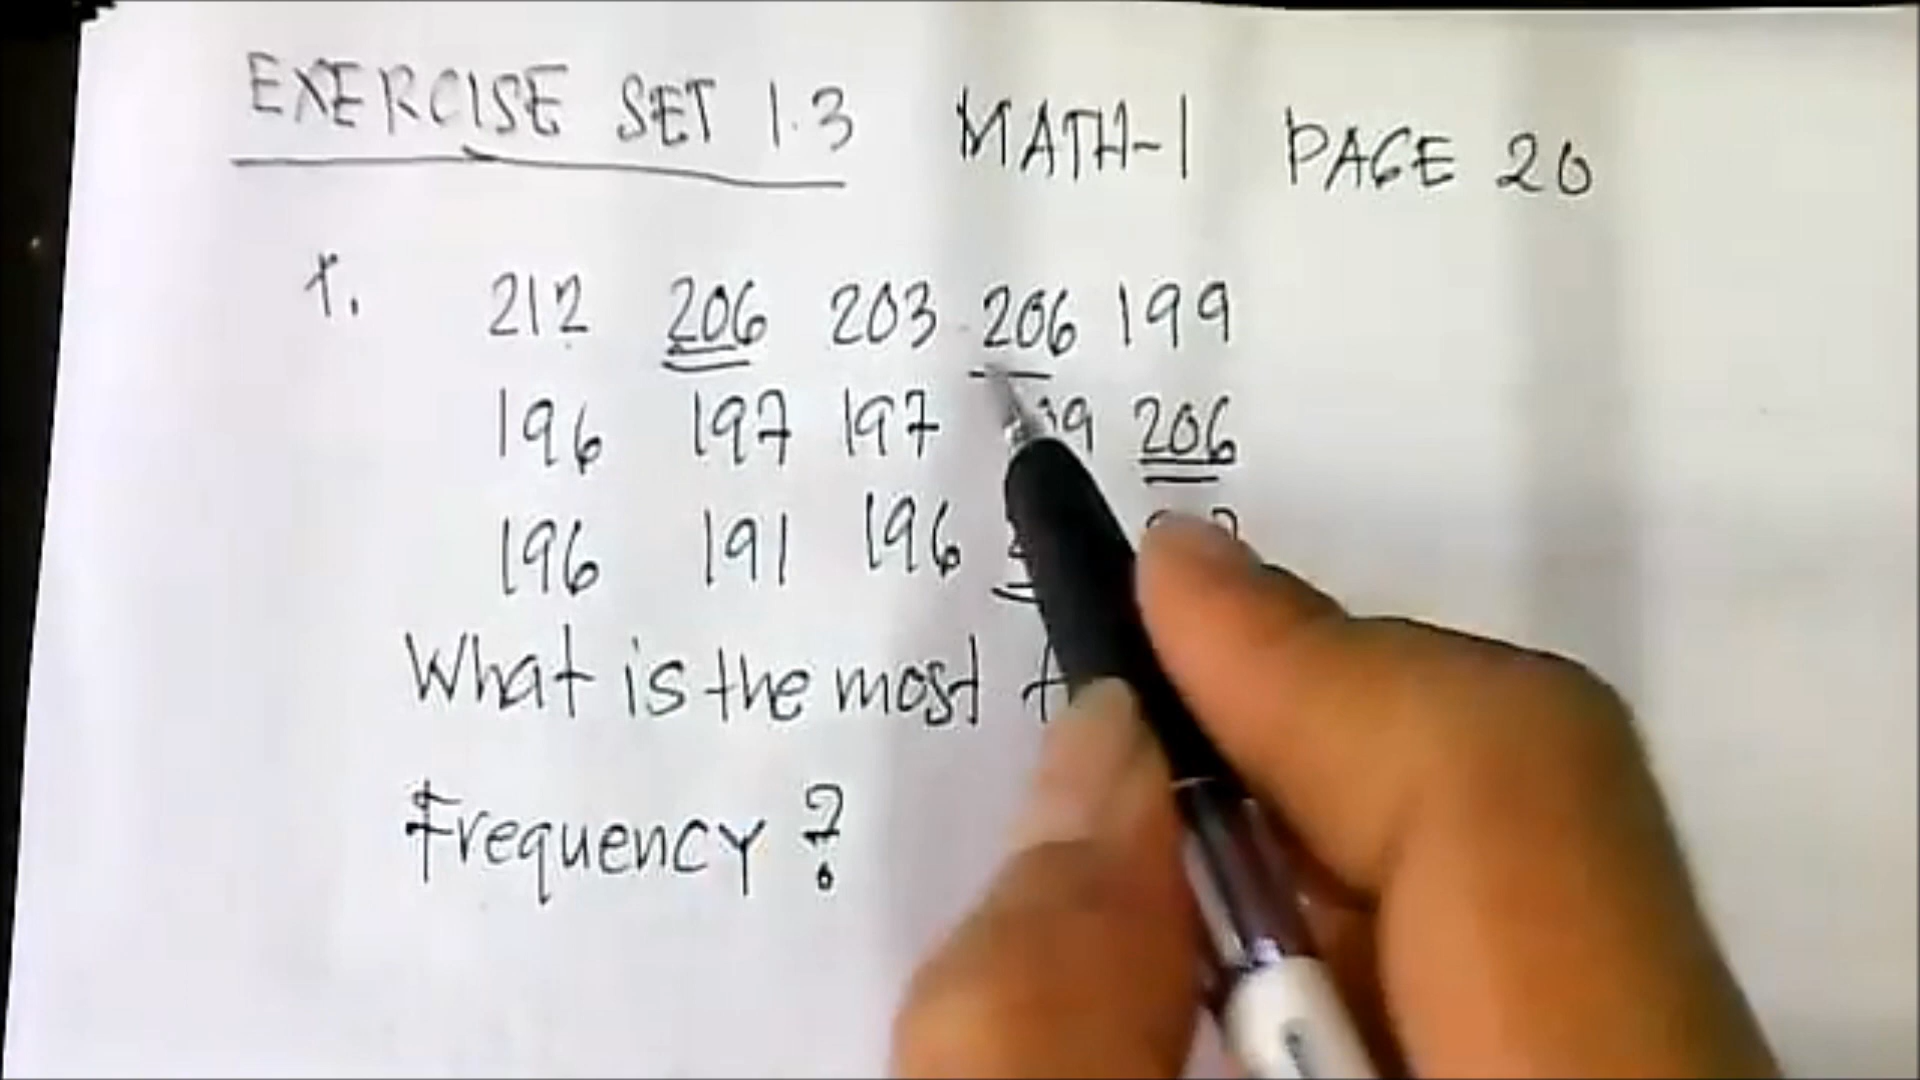 EXERCISE SET 1.3 MATH-1 PAGE 20
1. 212 206 203 206 199
196 197 197 206
196 191 196
What is the most
Frequency?